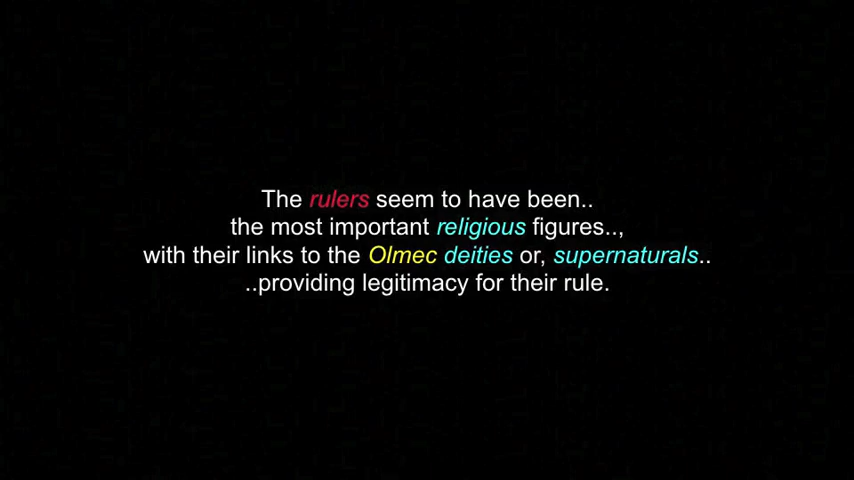 The rulers seem to have been..
the most important religious figures..,
with their links to the Olmec deities or, supernaturals..
..providing legitimacy for their rule.